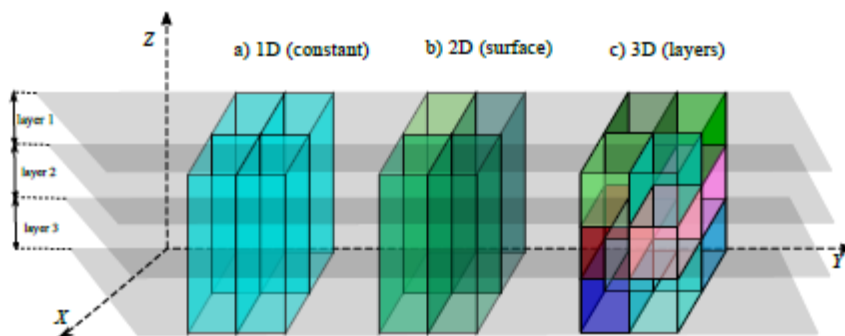 Z
a) 1D (constant)
b) 2D (surface)
c) 3D (layers)
layer 1
layer 2
layer 3
Y
X